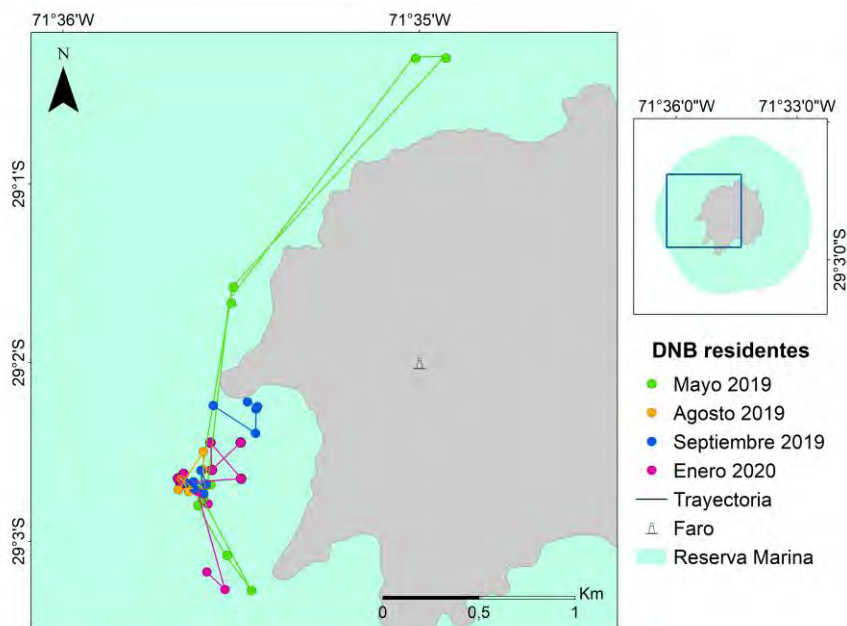 71°36'W
71°35'W
N
29°1'S
29°2'S
29°3'S
Km
0
0,5
1
71°36'0"W
71°33'0"W
29°3'0"S
DNB residentes
Mayo 2019
Agosto 2019
Septiembre 2019
Enero 2020
Trayectoria
Faro
Reserva Marina